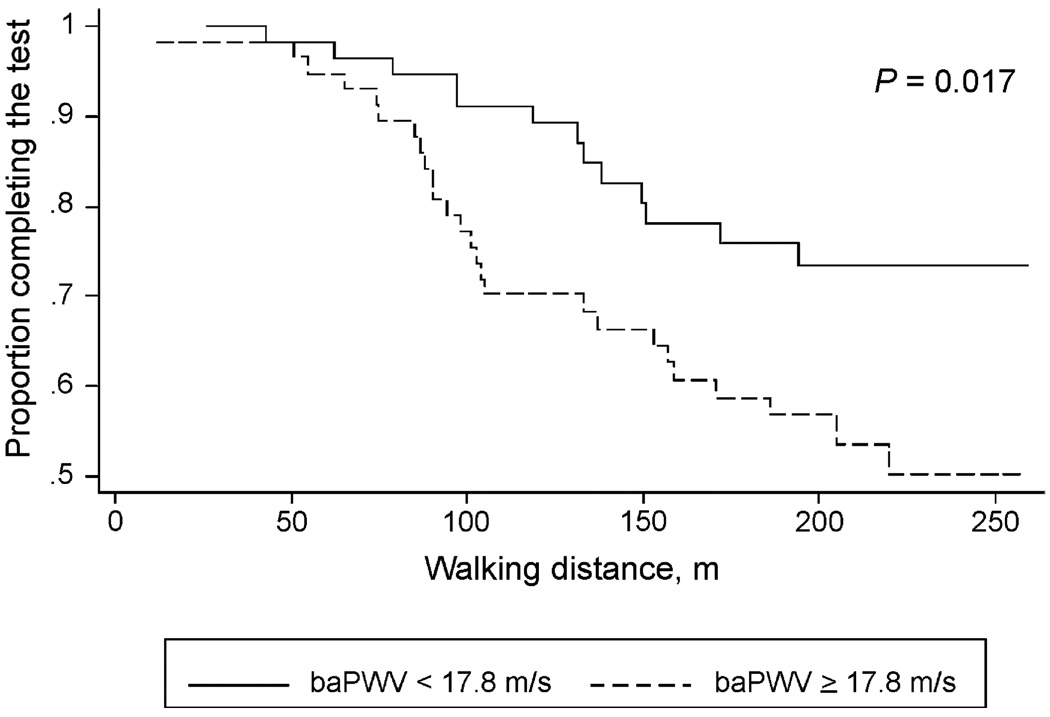 Proportion completing the test
1
.9
.8
.7
.6
.5
P = 0.017
0 50 100 150 200 250
Walking distance, m
baPWV < 17.8 m/s baPWV ≥ 17.8 m/s